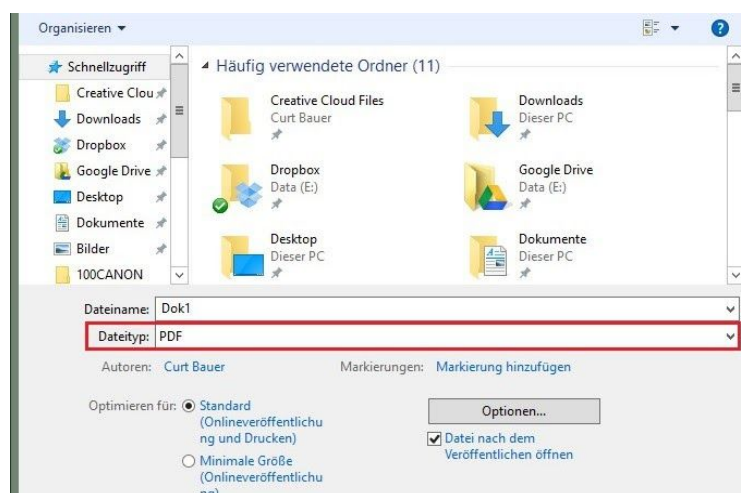 Organisieren
Schnellzugriff
Creative Clou
Downloads
Dropbox
Google Drive
Desktop
Dokumente
Bilder
100CANON
Häufig verwendete Ordner (11)
Creative Cloud Files
Curt Bauer
Downloads
Dieser PC
Dropbox
Data (E:)
Google Drive
Data (E:)
Desktop
Dieser PC
Dokumente
Dieser PC
Dateiname: Dok1
Dateityp: PDF
Autoren: Curt Bauer Markierungen: Markierung hinzufügen
Optimieren für: Standard
(Onlineveröffentlichu
ng und Drucken)
Minimale Größe
(Onlineveröffentlichu
Optionen...
Datei nach dem
Veröffentlichen öffnen